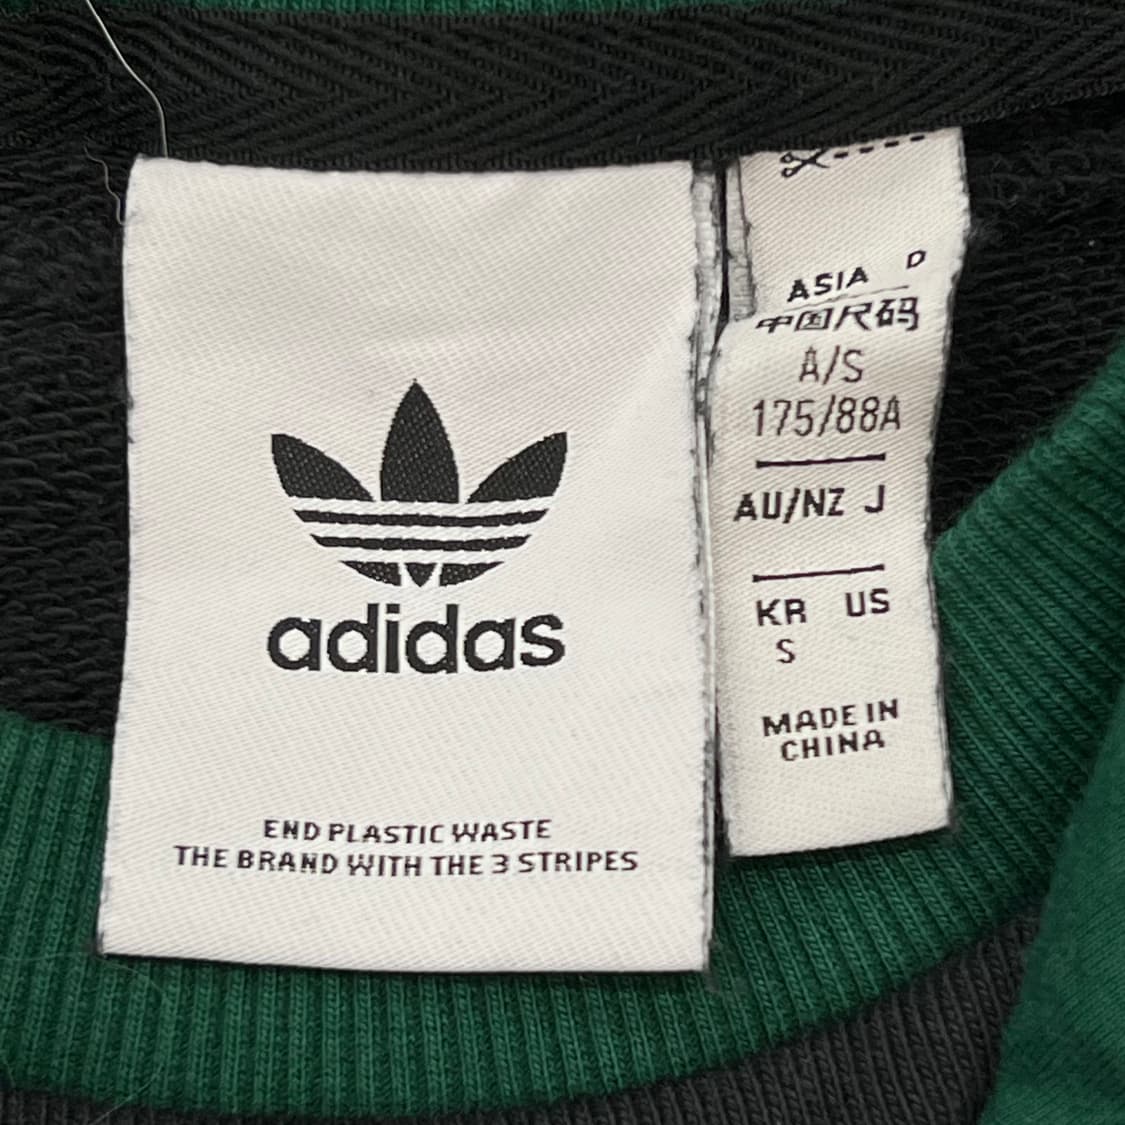 adidas
END PLASTIC WASTE
THE BRAND WITH THE 3 STRIPES
ASIA D
中国尺码
A/S
175/88A
AU/NZ J
KR US
S
MADE IN
CHINA